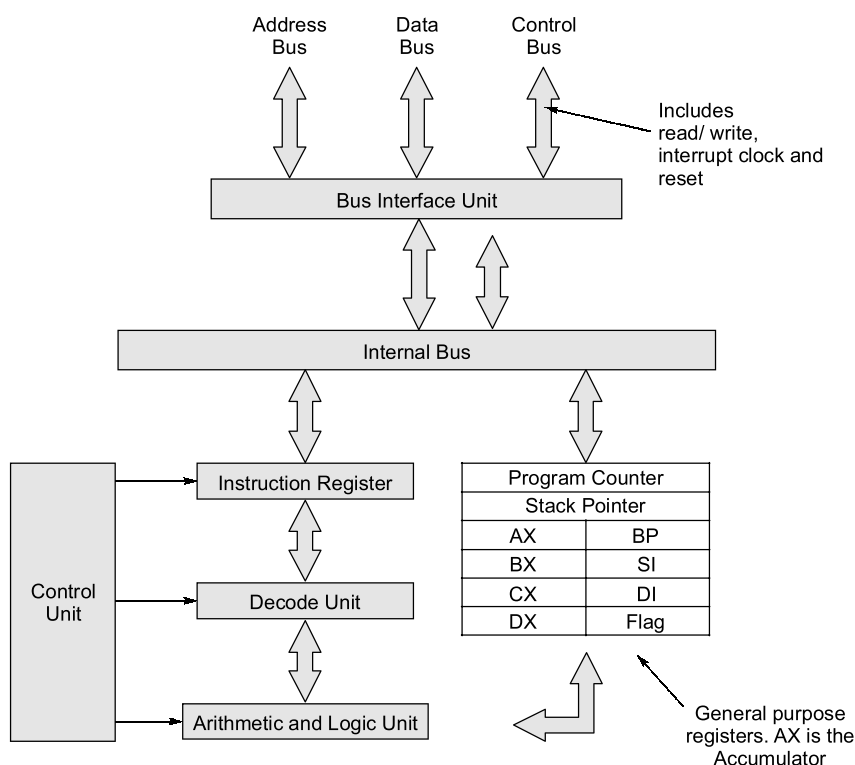 Address
Bus
Data
Bus
Control
Bus
Includes
read/ write,
interrupt clock and
reset
Bus Interface Unit
Internal Bus
Instruction Register
Control
Unit
Decode Unit
Arithmetic and Logic Unit
Program Counter
Stack Pointer
AX BP
BX SI
CX DI
DX Flag
General purpose
registers. AX is the
Accumulator